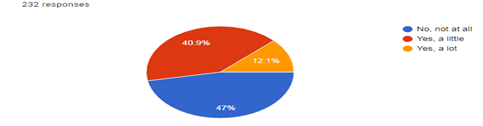 232 responses
No, not at all
Yes, a little
Yes, a lot
40.9%
12.1%
47%